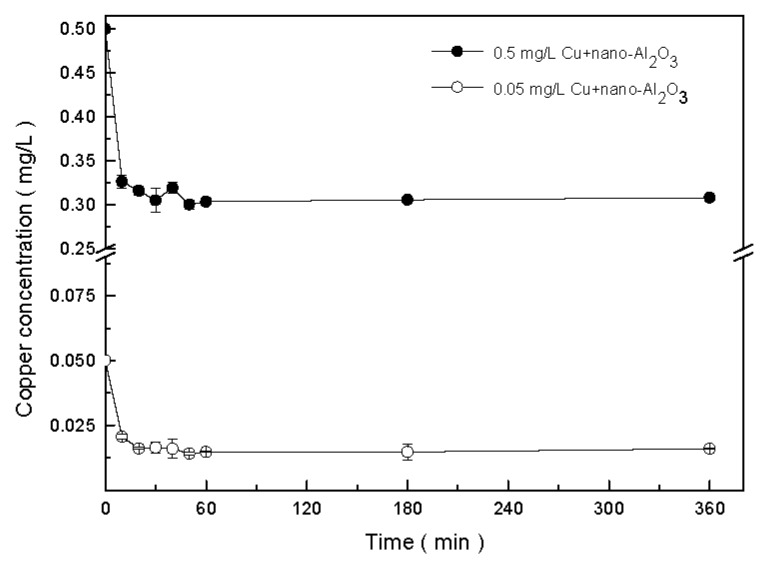 0.50
0.5 mg/L Cu+nano-Al2O3
0.45
0.05 mg/L Cu+nano-Al2O3
0.40
0.35
0.30
0.25
0.075
0.050
0.025
Copper concentration ( mg/L )
0 60 120 180 240 300 360
Time ( min )